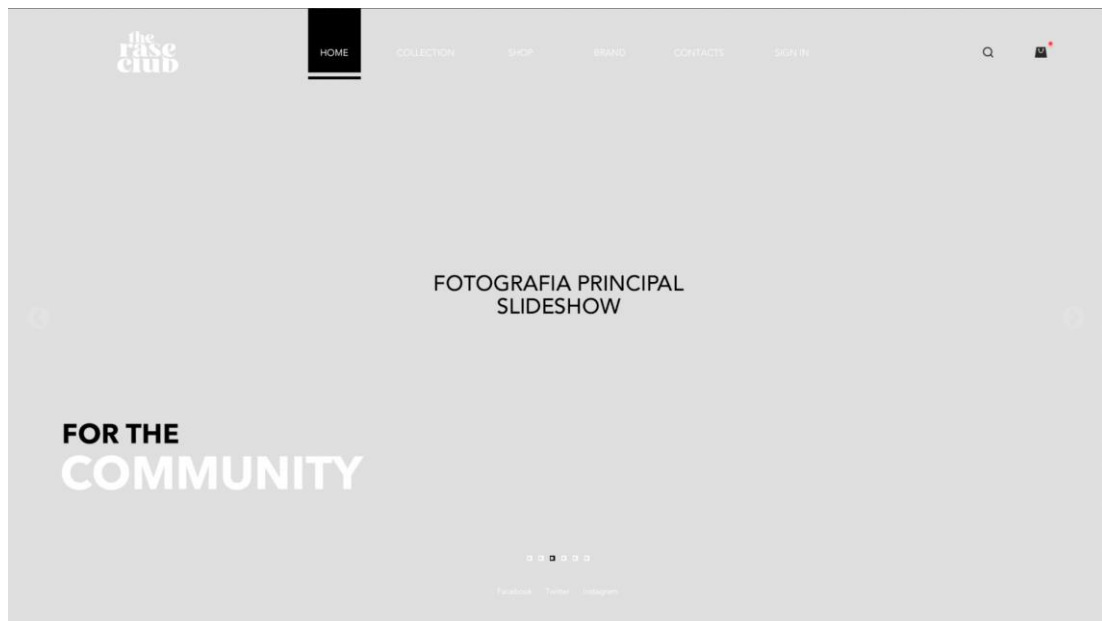 the
rase
club
HOME COLLECTION SHOP BRAND CONTACTS SIGN IN
FOTOGRAFIA PRINCIPAL
SLIDESHOW
FOR THE
COMMUNITY
Facebook Twitter Instagram